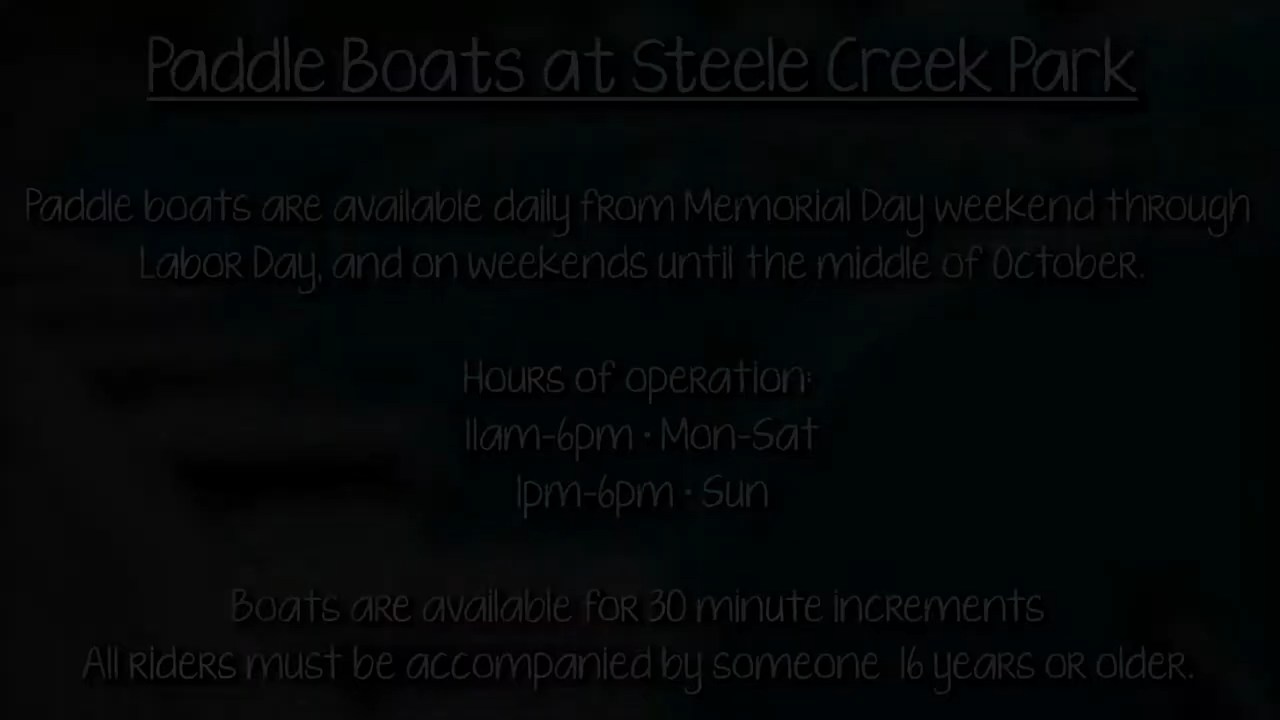 Paddle Boats at Steele Creek Park
Paddle boats are available daily from Memorial Day weekend through
Labor Day, and on weekends until the middle of October.
Hours of operation:
11am-6pm • Mon-Sat
1pm-6pm • Sun
Boats are available for 30 minute increments
All riders must be accompanied by someone 16 years or older.